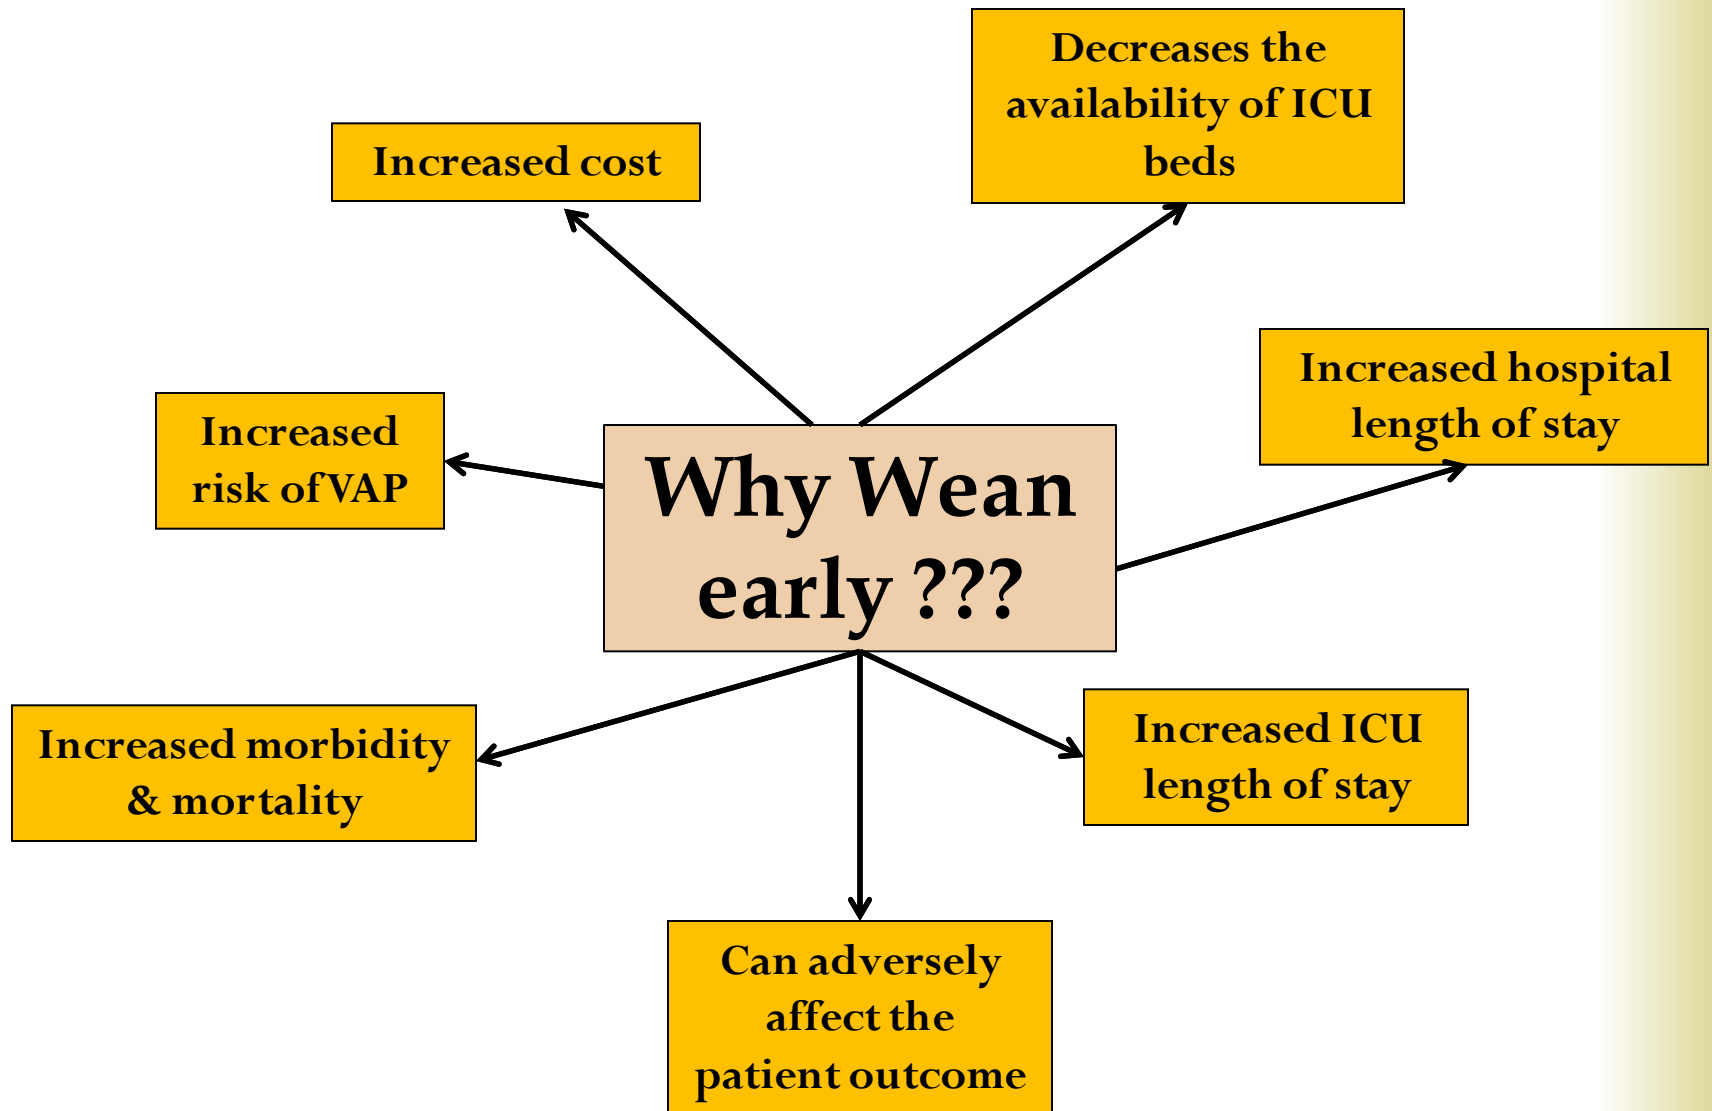 Decreases the
availability of ICU
beds
Increased cost
Increased hospital
length of stay
Increased
risk of VAP
Why Wean
early ???
Increased morbidity
& mortality
Increased ICU
length of stay
Can adversely
affect the
patient outcome